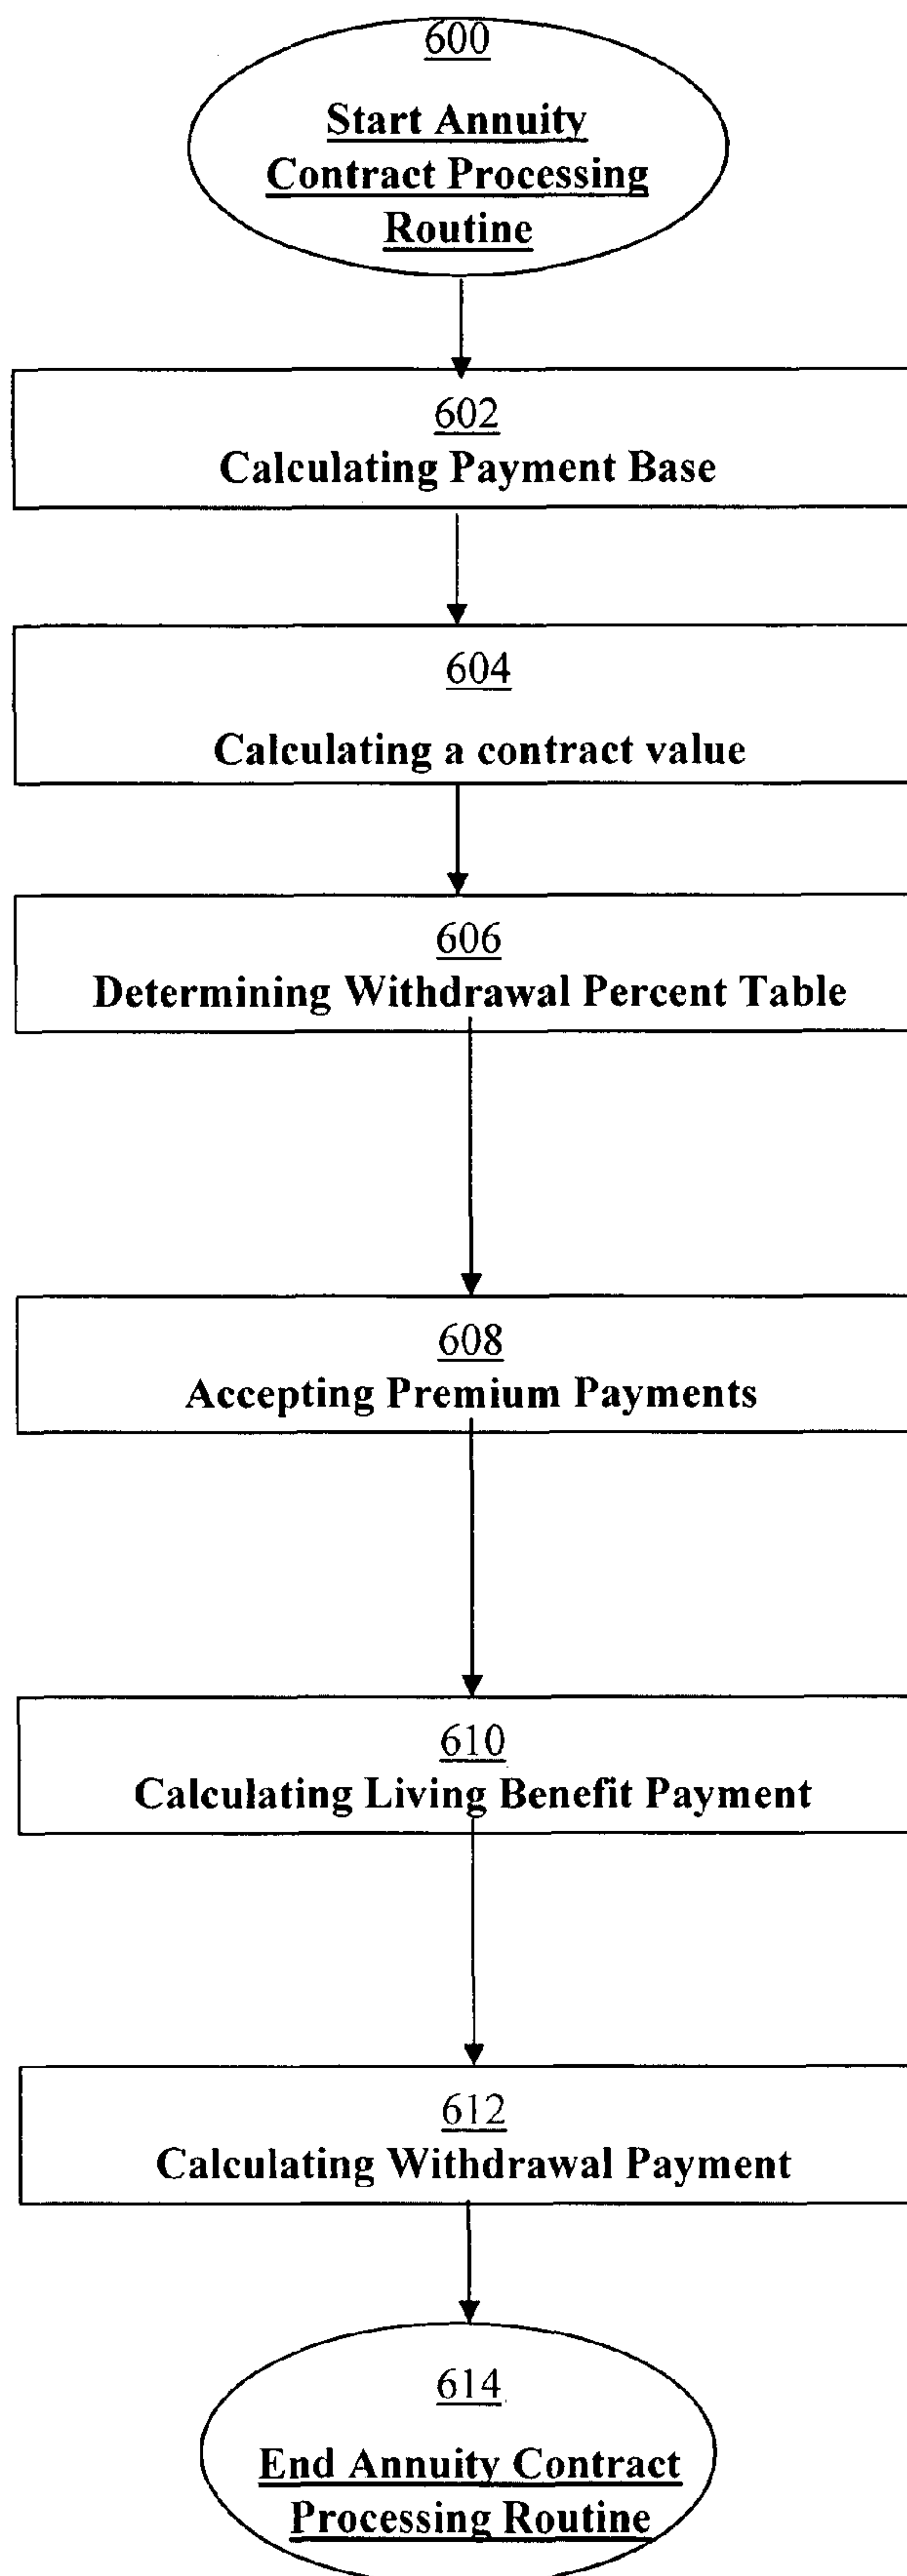 600
Start Annuity
Contract Processing
Routine
602
Calculating Payment Base
604
Calculating a contract value
606
Determining Withdrawal Percent Table
608
Accepting Premium Payments
610
Calculating Living Benefit Payment
612
Calculating Withdrawal Payment
614
End Annuity Contract
Processing Routine